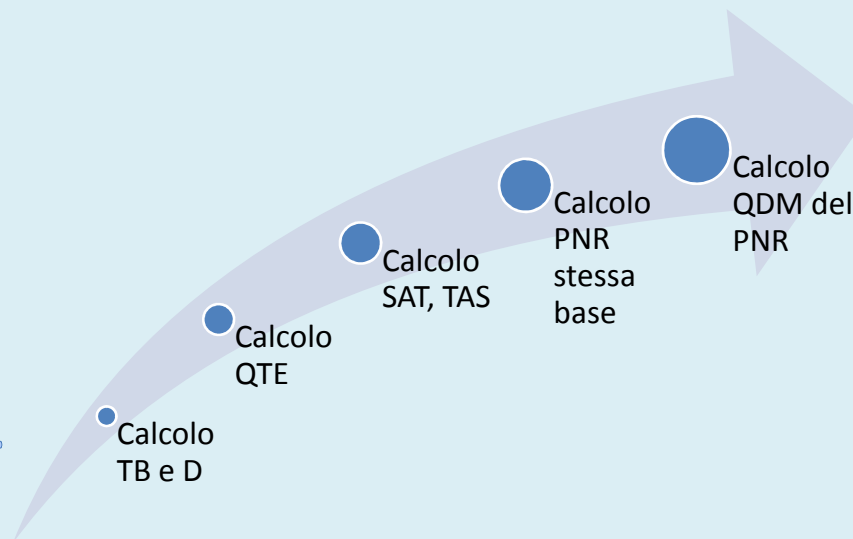 Calcolo
TB e D
Calcolo
QTE
Calcolo
SAT, TAS
Calcolo
PNR
stessa
base
Calcolo
QDM del
PNR